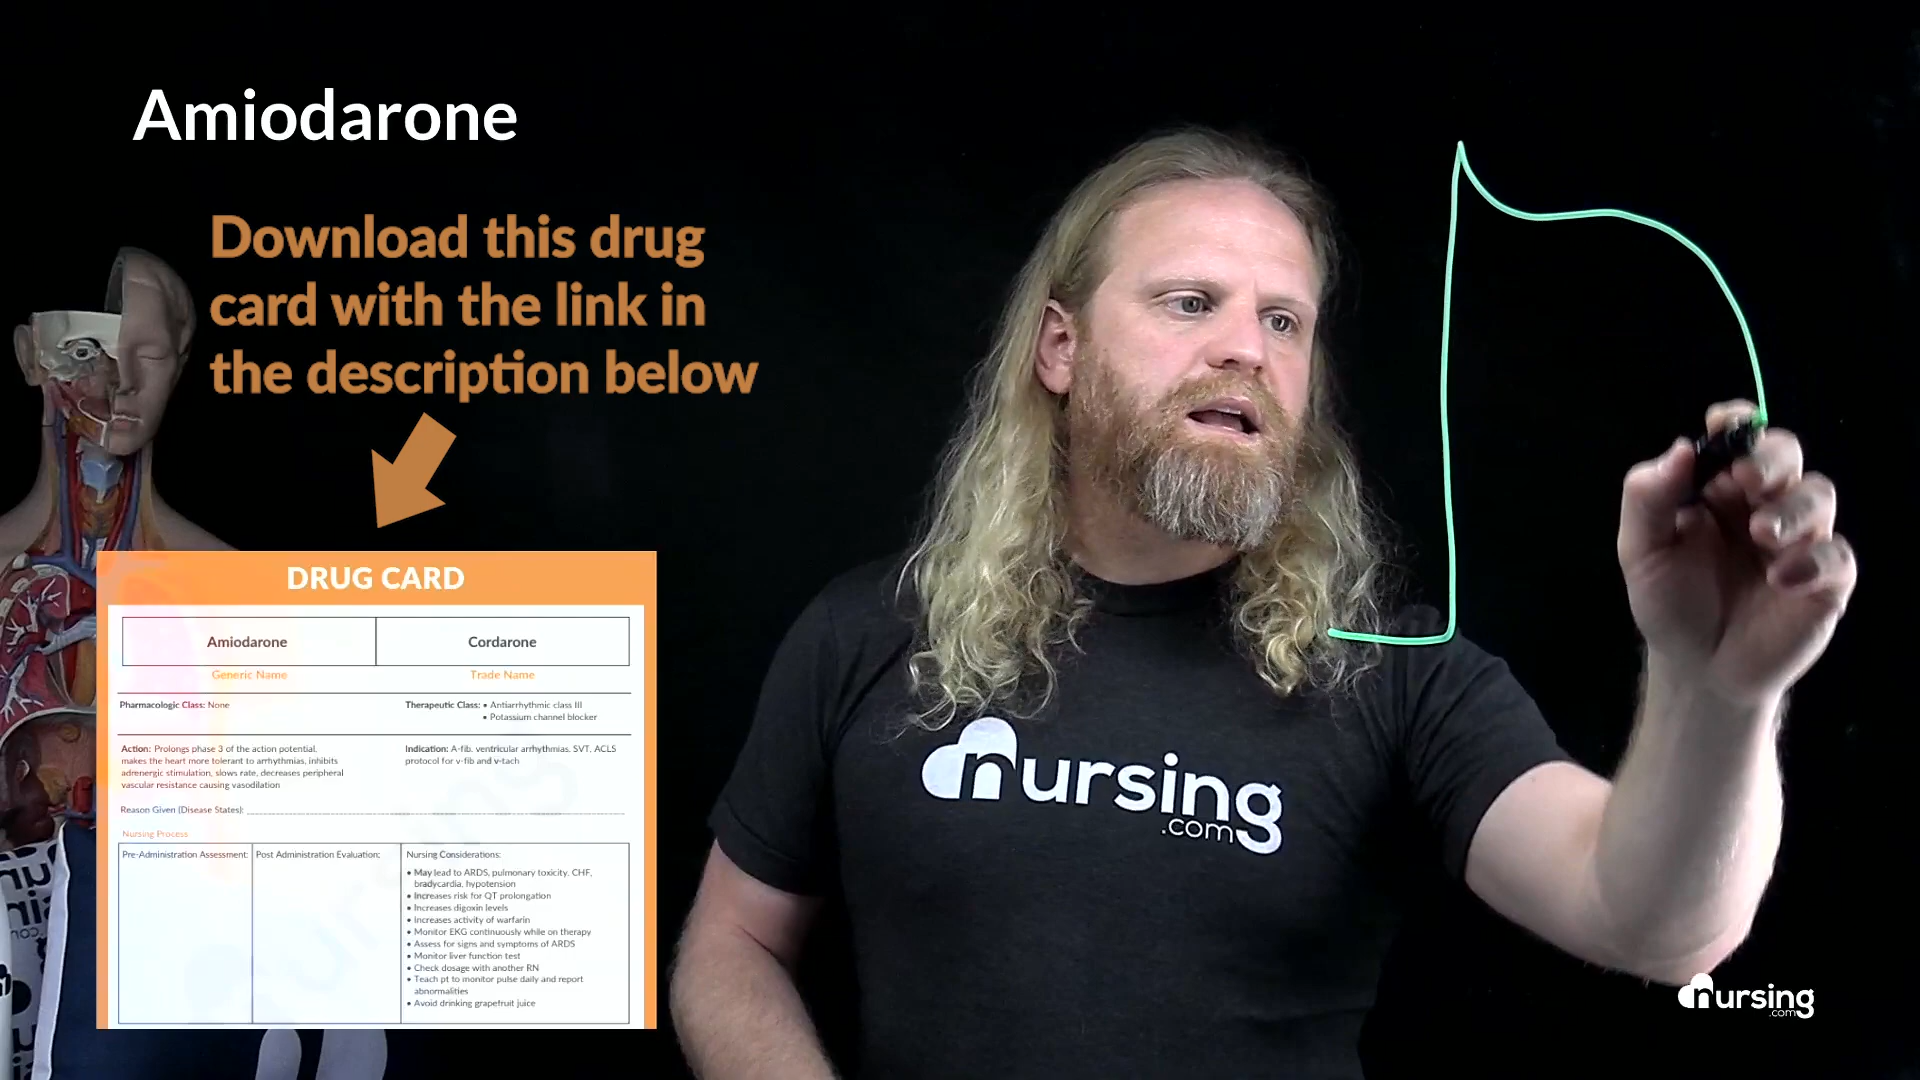 Amiodarone
Download this drug
card with the link in
the description below
DRUG CARD
Amiodarone
Cordarone
Generic Name
Trade Name
Pharmacologic Class: None
Therapeutic Class: • Antiarrhythmic class III
• Potassium channel blocker
Action: Prolongs phase 3 of the action potential,
makes the heart more tolerant to arrhythmias, inhibits
adrenergic stimulation, slows rate, decreases peripheral
vascular resistance causing vasodilation
Indication: A-fib, ventricular arrhythmias, SVT, ACLS
protocol for v-fib and v-tach
Reason Given (Disease States):
Nursing Process
Pre-Administration Assessment:
Post Administration Evaluation:
Nursing Considerations:
• May lead to ARDS, pulmonary toxicity, CHF,
bradycardia, hypotension
• Increases risk for QT prolongation
• Increases digoxin levels
• Increases activity of warfarin
• Monitor EKG continuously while on therapy
• Assess for signs and symptoms of ARDS
• Monitor liver function test
• Check dosage with another RN
• Teach pt to monitor pulse daily and report
abnormalities
• Avoid drinking grapefruit juice
nursing
.com
nursing
.com